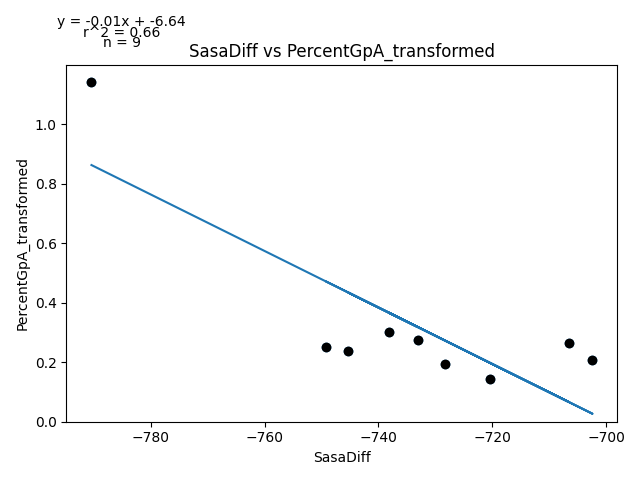 y = -0.01x + -6.64
r^2 = 0.66
n = 9
SasaDiff vs PercentGpA_transformed
PercentGpA_transformed
1.0
0.8
0.6
0.4
0.2
0.0
−780
−760
−740
−720
−700
SasaDiff